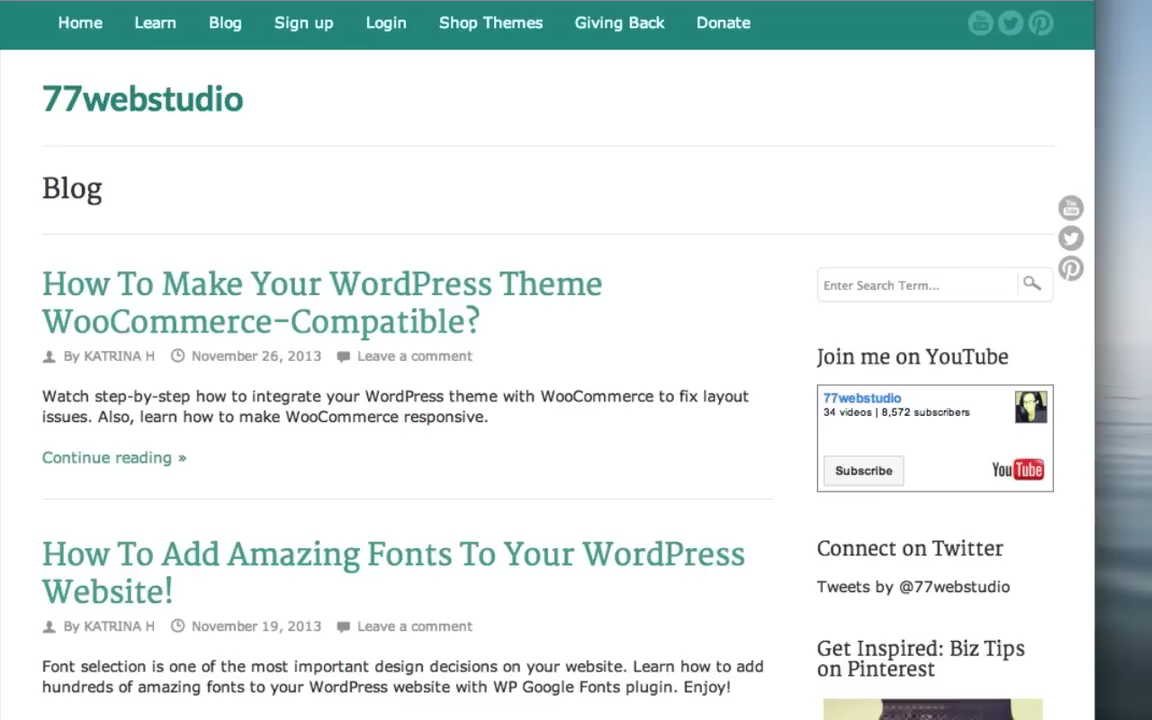 Home Learn Blog Sign up Login Shop Themes Giving Back Donate
77webstudio
Blog
How To Make Your WordPress Theme
WooCommerce-Compatible?
By KATRINA H November 26, 2013 Leave a comment
Watch step-by-step how to integrate your WordPress theme with WooCommerce to fix layout
issues. Also, learn how to make WooCommerce responsive.
Continue reading »
How To Add Amazing Fonts To Your WordPress
Website!
By KATRINA H November 19, 2013 Leave a comment
Font selection is one of the most important design decisions on your website. Learn how to add
hundreds of amazing fonts to your WordPress website with WP Google Fonts plugin. Enjoy!
Enter Search Term...
Join me on YouTube
77webstudio
34 videos | 8,572 subscribers
Subscribe
YouTube
Connect on Twitter
Tweets by @77webstudio
Get Inspired: Biz Tips
on Pinterest